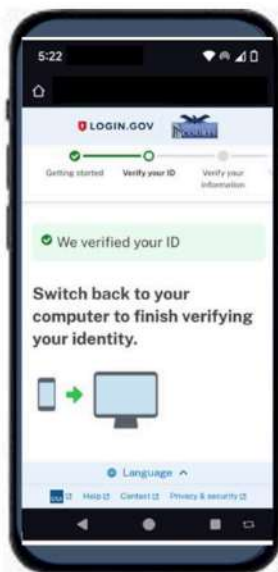 5:22
LOGIN.GOV
Getting started Verify your ID Verify your information
We verified your ID
Switch back to your
computer to finish verifying
your identity.
Language
Help Contact Privacy & security